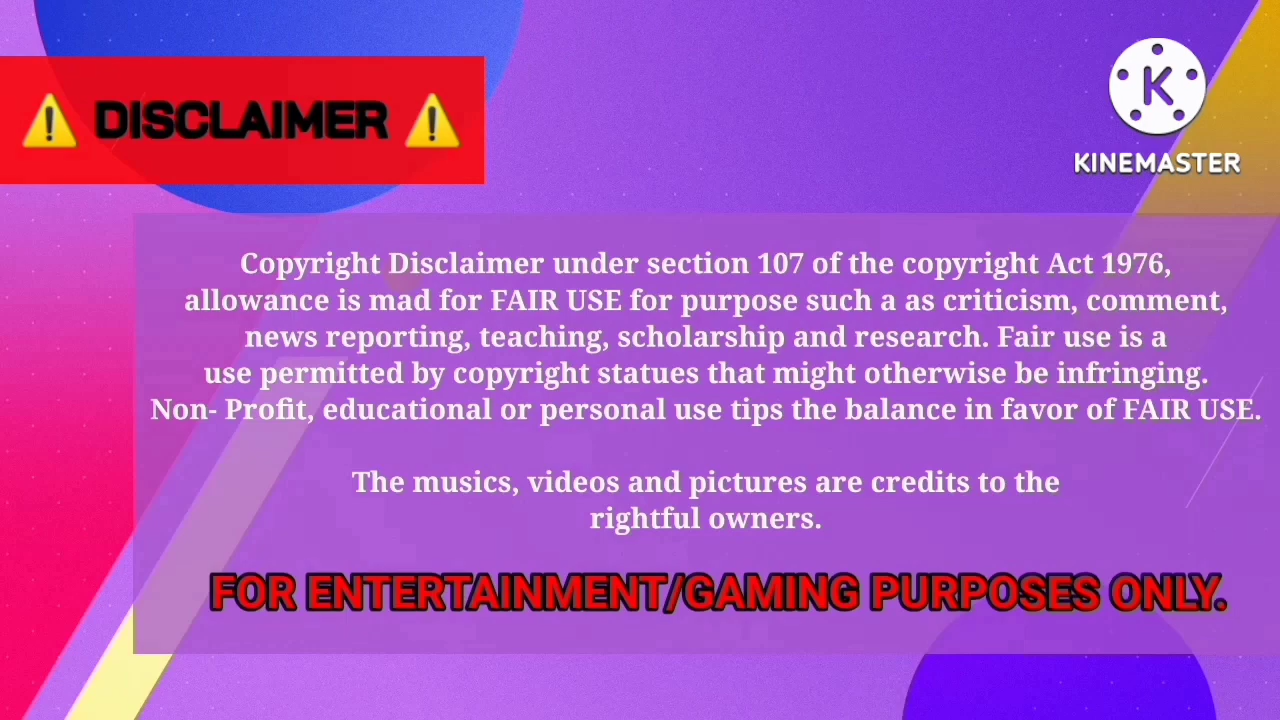 ⚠️ DISCLAIMER ⚠️
K
KINEMASTER
Copyright Disclaimer under section 107 of the copyright Act 1976,
allowance is mad for FAIR USE for purpose such a as criticism, comment,
news reporting, teaching, scholarship and research. Fair use is a
use permitted by copyright statues that might otherwise be infringing.
Non- Profit, educational or personal use tips the balance in favor of FAIR USE.
The musics, videos and pictures are credits to the
rightful owners.
FOR ENTERTAINMENT/GAMING PURPOSES ONLY.